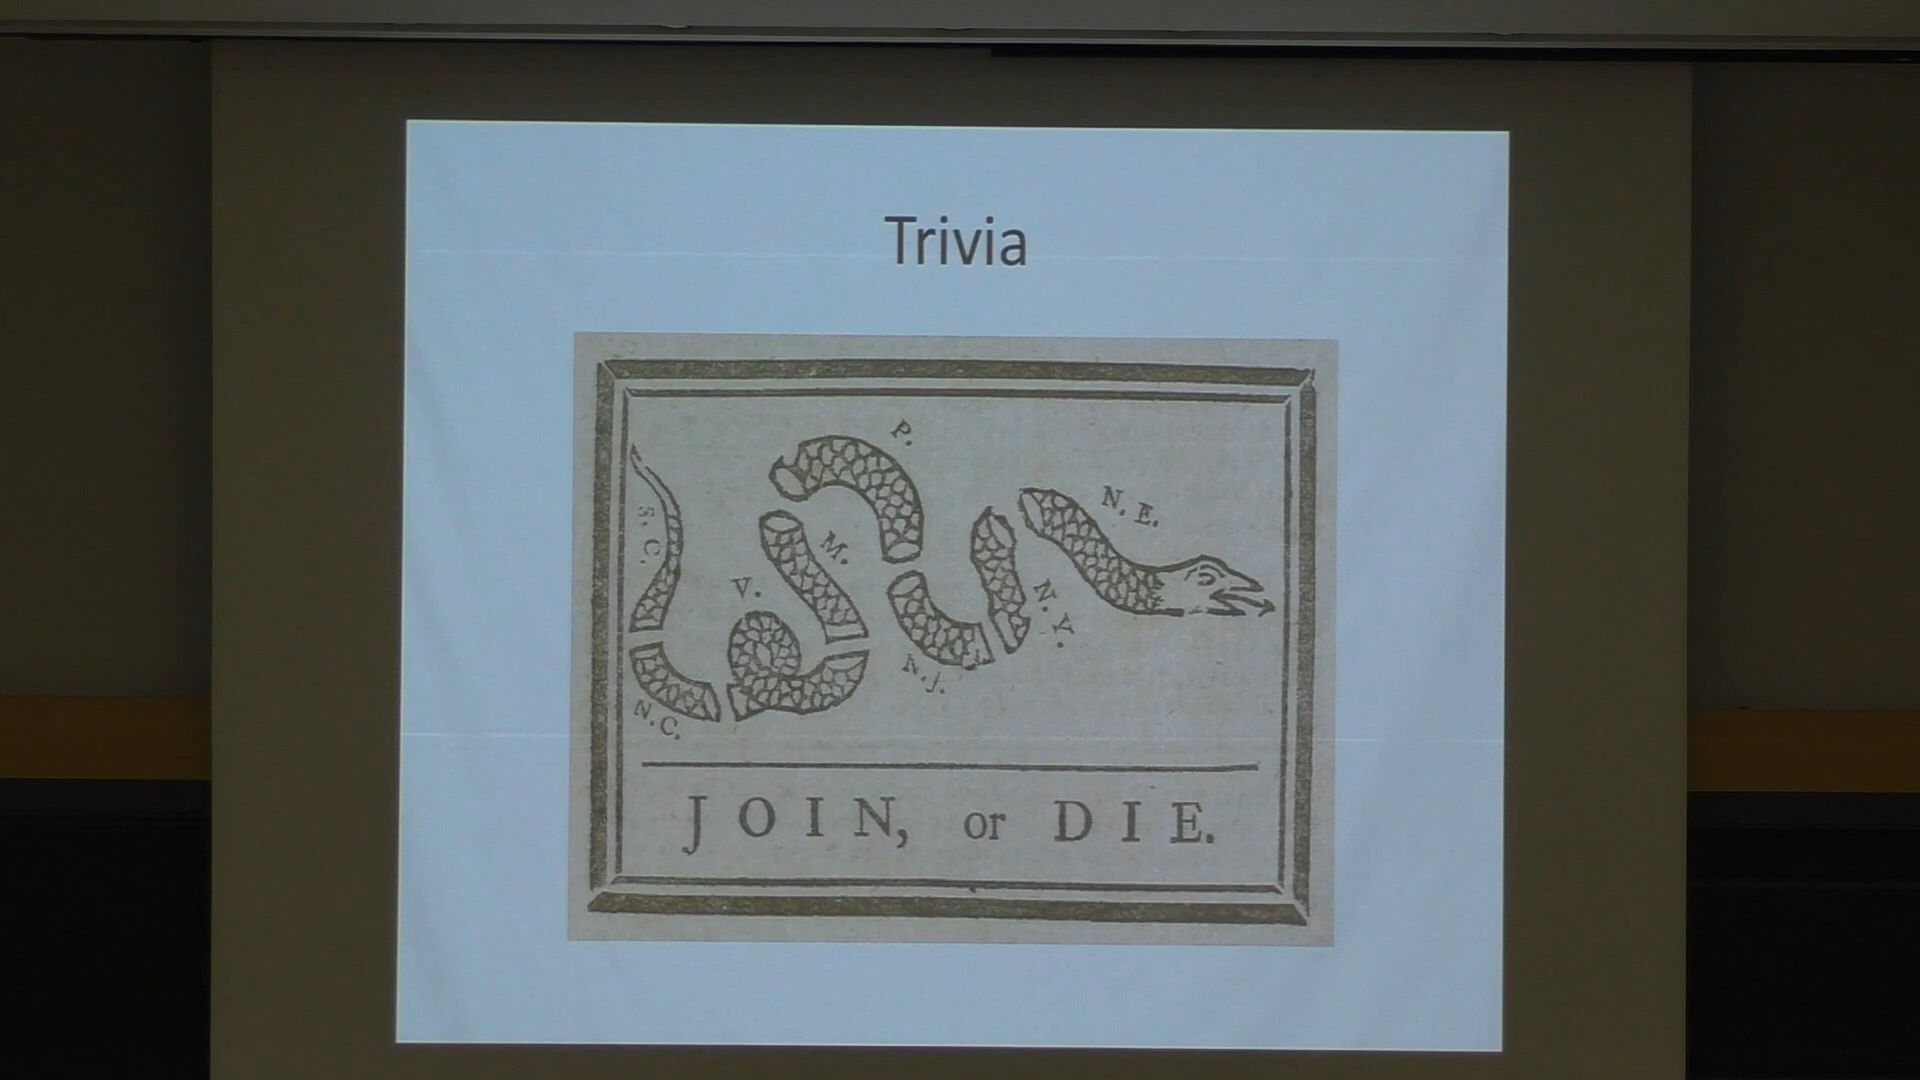 Trivia
P.
N. E.
S. C.
M.
V.
N. Y.
N. J.
N. C.
JOIN, or DIE.